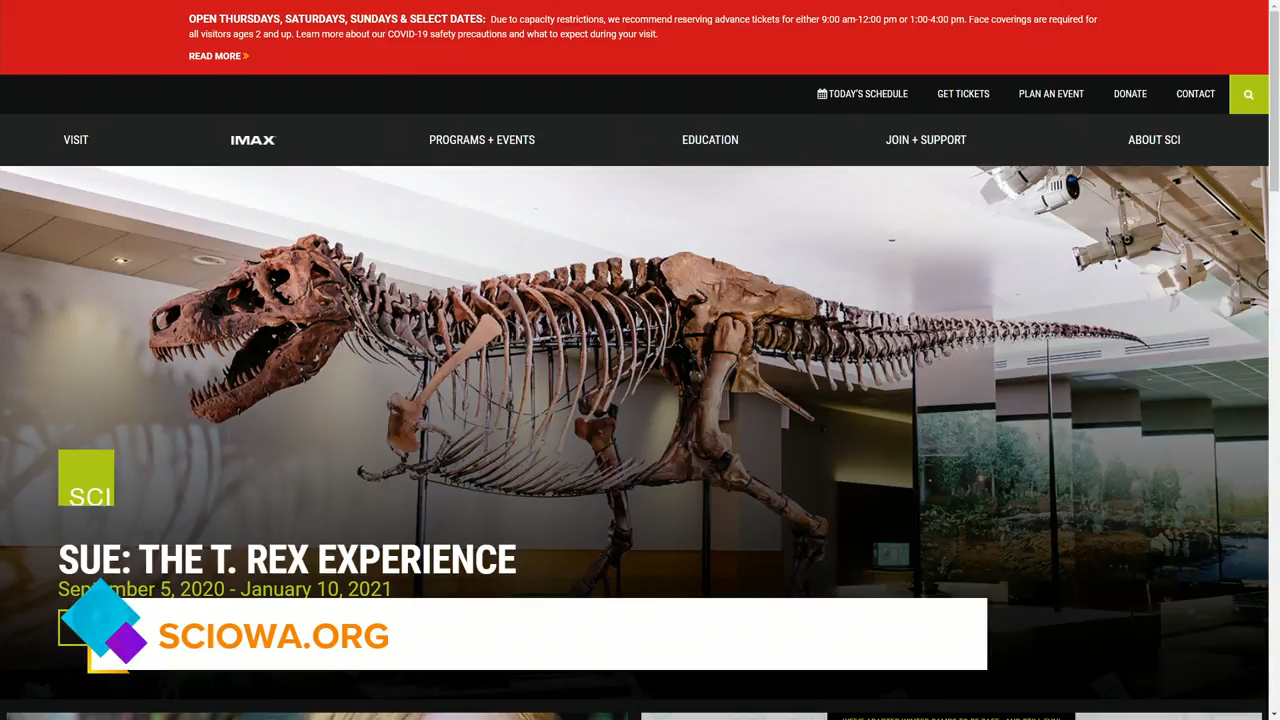 OPEN THURSDAYS, SATURDAYS, SUNDAYS & SELECT DATES: Due to capacity restrictions, we recommend reserving advance tickets for either 9:00 am-12:00 pm or 1:00-4:00 pm. Face coverings are required for
all visitors ages 2 and up. Learn more about our COVID-19 safety precautions and what to expect during your visit.
READ MORE »
TODAY'S SCHEDULE GET TICKETS PLAN AN EVENT DONATE CONTACT
VISIT IMAX PROGRAMS + EVENTS EDUCATION JOIN + SUPPORT ABOUT SCI
SCI
SUE: THE T. REX EXPERIENCE
September 5, 2020 - January 10, 2021
SCIOWA.ORG